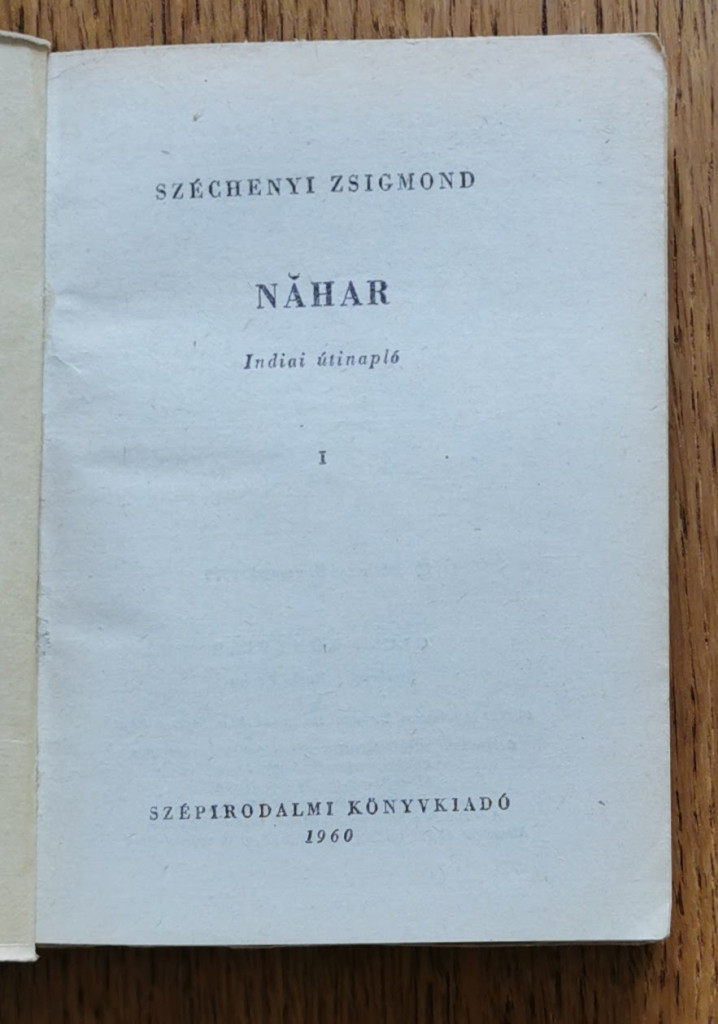 SZÉCHENYI ZSIGMOND
NĂHAR
Indiai útinapló
I
SZÉPIRODALMI KÖNYVKIADÓ
1960